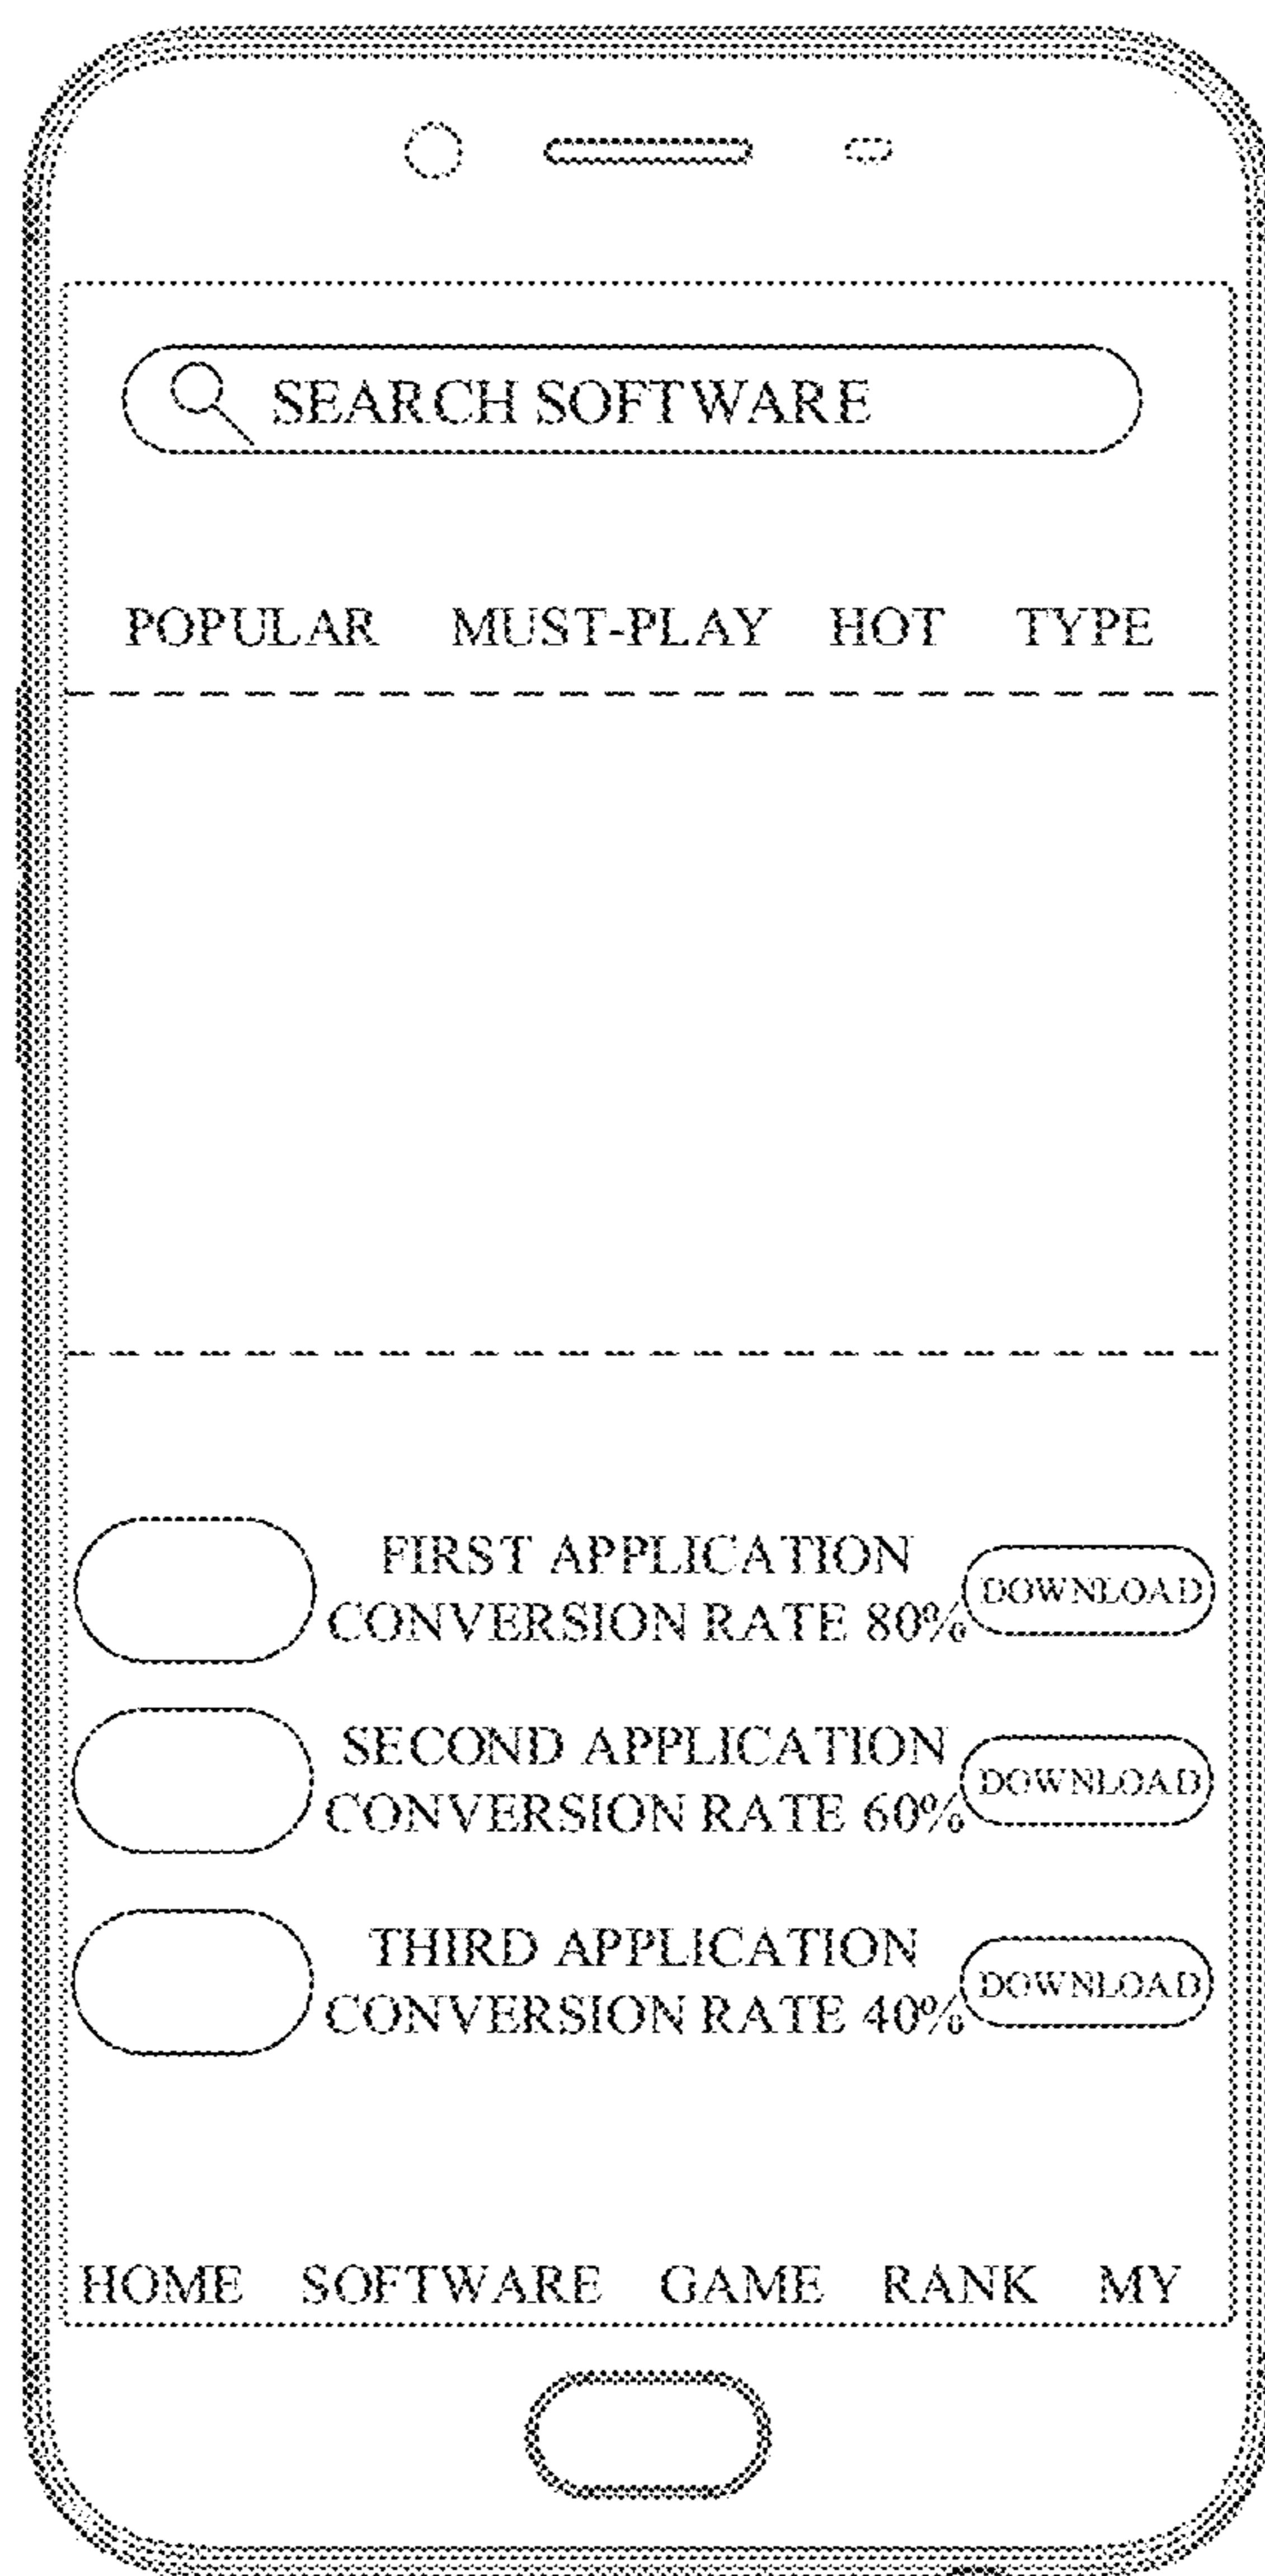 SEARCH SOFTWARE
POPULAR MUST-PLAY HOT TYPE
FIRST APPLICATION
CONVERSION RATE 80%
DOWNLOAD
SECOND APPLICATION
CONVERSION RATE 60%
DOWNLOAD
THIRD APPLICATION
CONVERSION RATE 40%
DOWNLOAD
HOME SOFTWARE GAME RANK MY